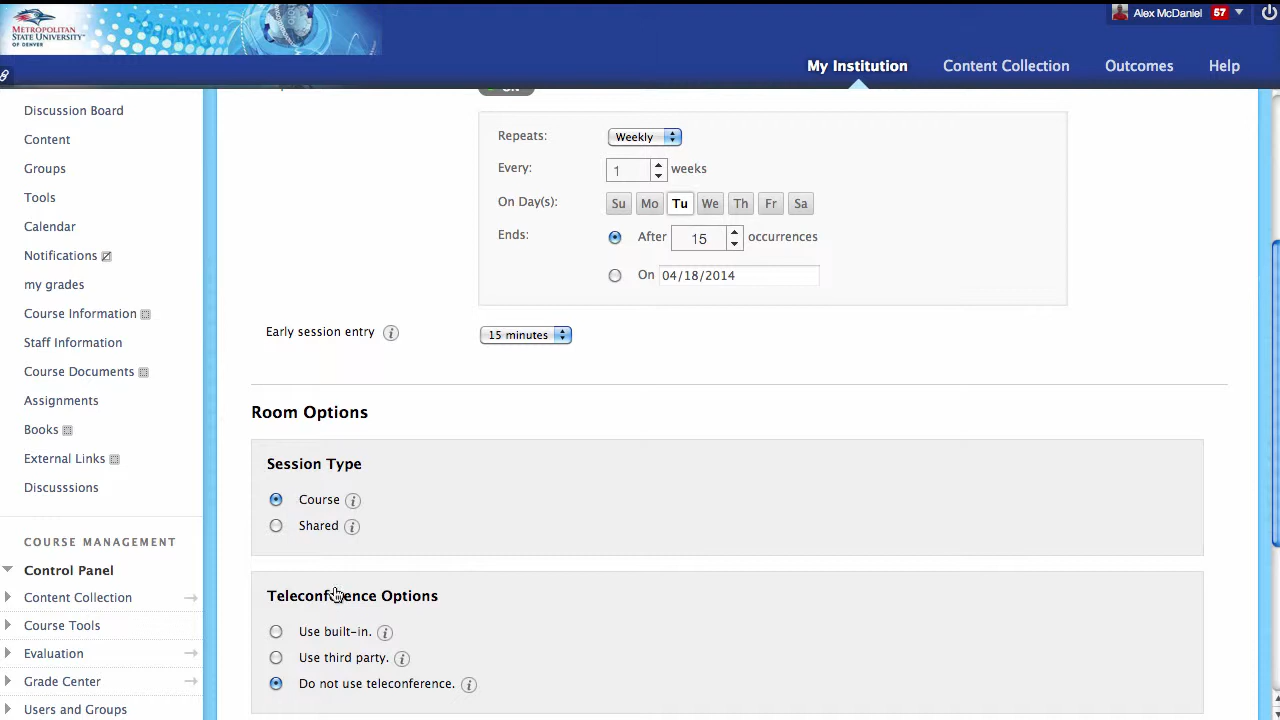 METROPOLITAN
STATE UNIVERSITY
OF DENVER
Alex McDaniel 57
My Institution Content Collection Outcomes Help
Discussion Board
Content
Groups
Tools
Calendar
Notifications
my grades
Course Information
Staff Information
Course Documents
Assignments
Books
External Links
Discusssions
COURSE MANAGEMENT
Control Panel
Content Collection
Course Tools
Evaluation
Grade Center
Users and Groups
Repeats: Weekly
Every: 1 weeks
On Day(s): Su Mo Tu We Th Fr Sa
Ends: After 15 occurrences
On 04/18/2014
Early session entry 15 minutes
Room Options
Session Type
Course
Shared
Teleconference Options
Use built-in.
Use third party.
Do not use teleconference.